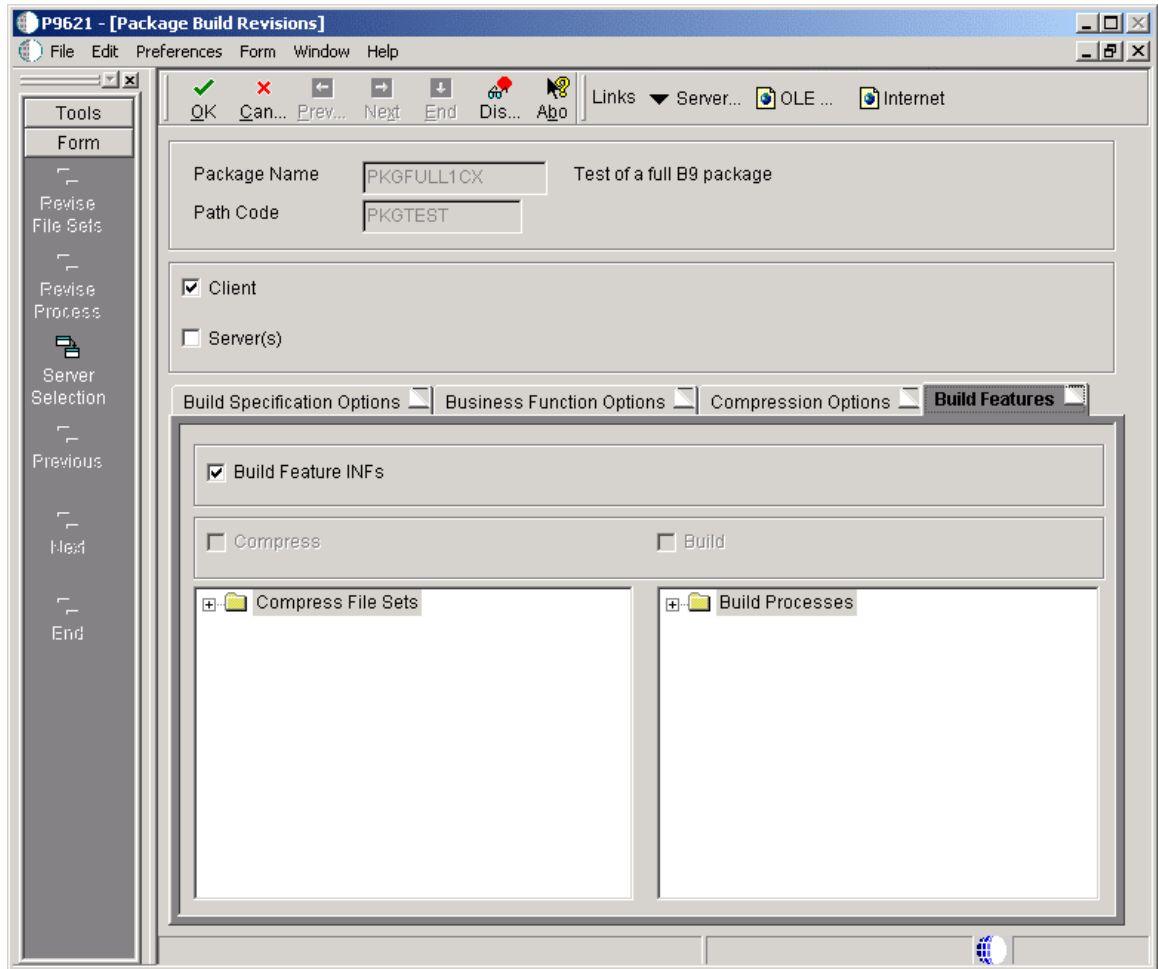 P9621 - [Package Build Revisions]
File Edit Preferences Form Window Help
Tools
Form
Revise
File Sets
Revise
Process
Server
Selection
Previous
Next
End
OK Can... Prev... Next End Dis... Abo Links Server... OLE ... Internet
Package Name PKGFULL1CX Test of a full B9 package
Path Code PKGTEST
Client
Server(s)
Build Specification Options Business Function Options Compression Options Build Features
Build Feature INFs
Compress Build
Compress File Sets Build Processes